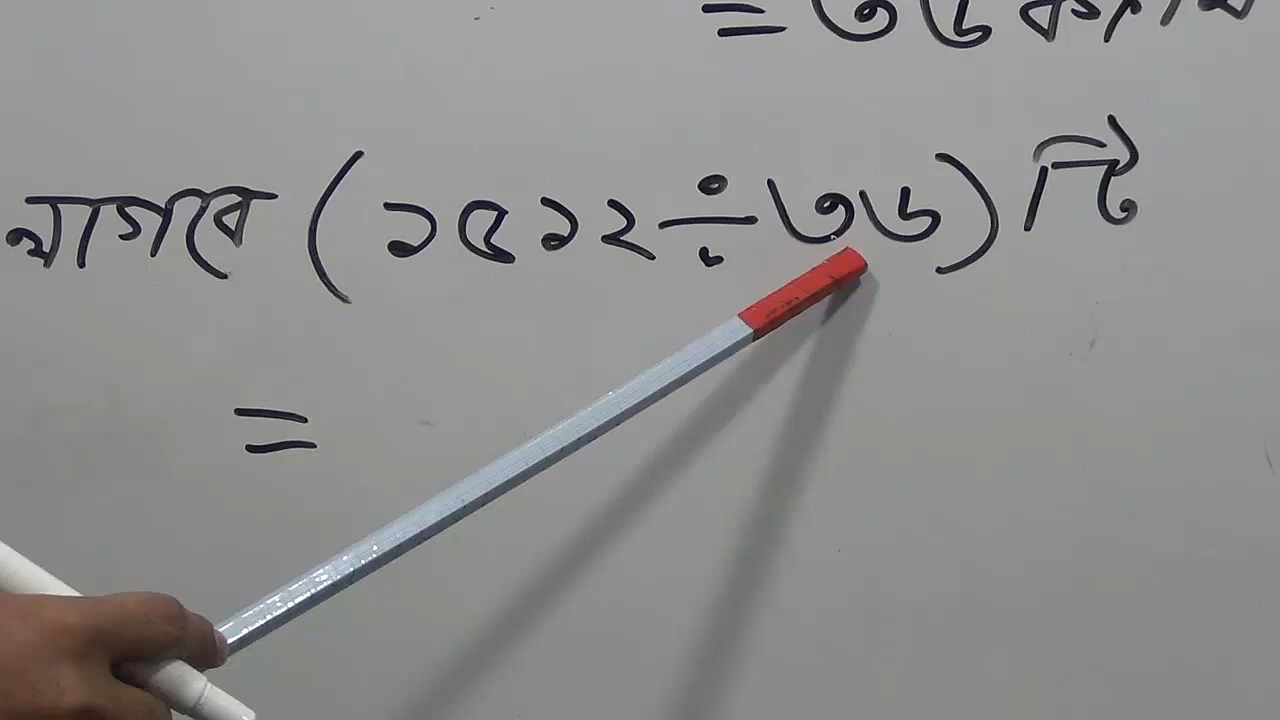 = ৩৬
লাগবে (১৫১২ ÷ ৩৬) টি
=